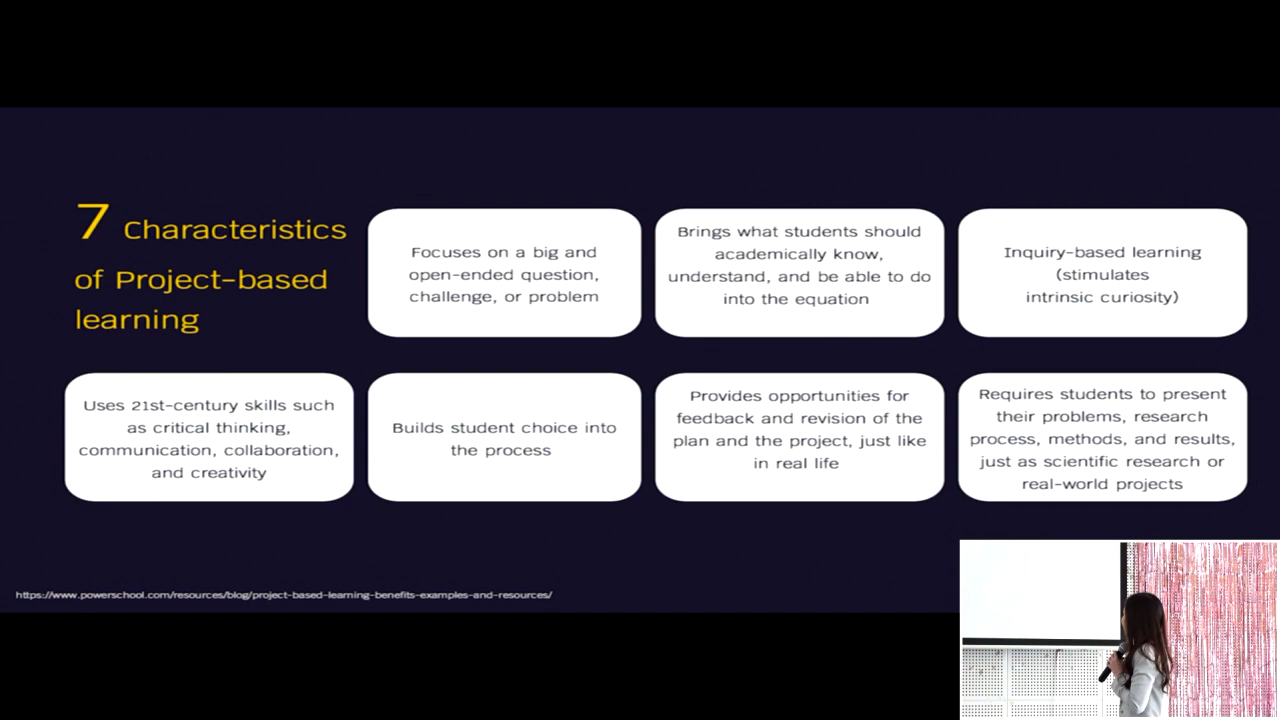 7 Characteristics
of Project-based
learning
Focuses on a big and
open-ended question,
challenge, or problem
Brings what students should
academically know,
understand, and be able to do
into the equation
Inquiry-based learning
(stimulates
intrinsic curiosity)
Uses 21st-century skills such
as critical thinking,
communication, collaboration,
and creativity
Builds student choice into
the process
Provides opportunities for
feedback and revision of the
plan and the project, just like
in real life
Requires students to present
their problems, research
process, methods, and results,
just as scientific research or
real-world projects
https://www.powerschool.com/resources/blog/project-based-learning-benefits-examples-and-resources/